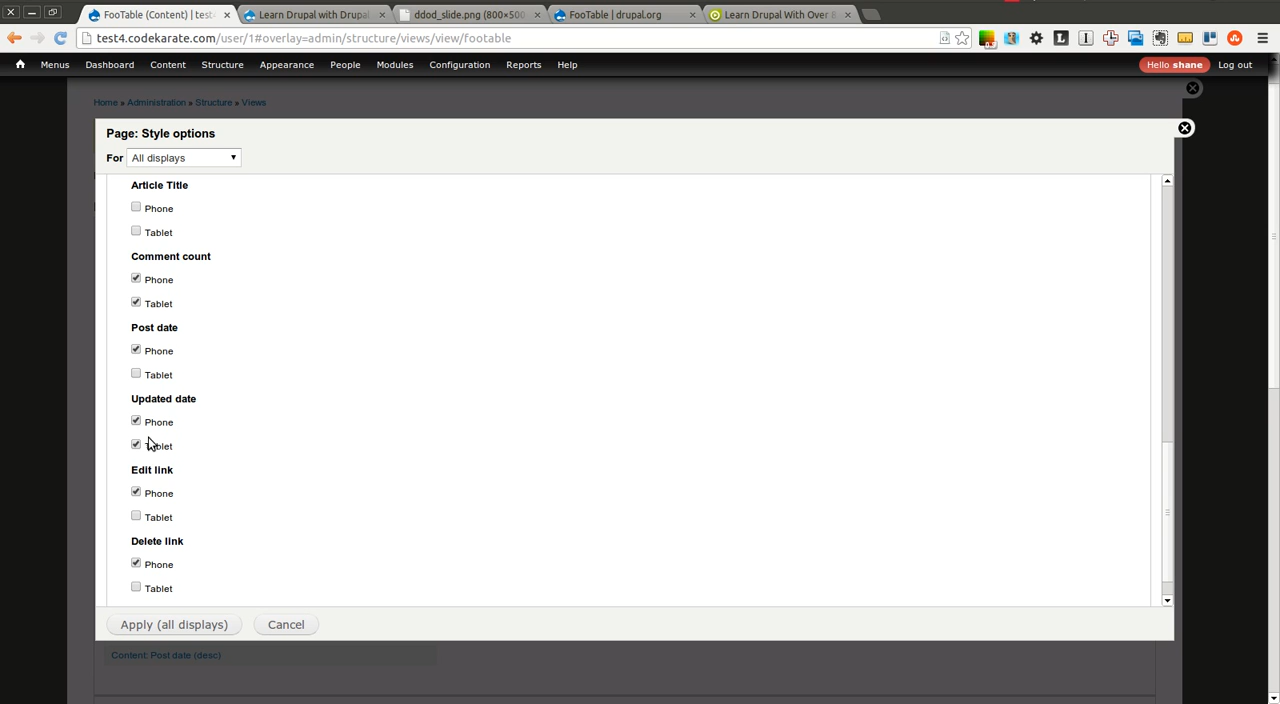 FooTable (Content) | test4
Learn Drupal with Drupal
ddod_slide.png (800×500
FooTable | drupal.org
Learn Drupal With Over 8
test4.codekarate.com/user/1#overlay=admin/structure/views/view/footable
Menus Dashboard Content Structure Appearance People Modules Configuration Reports Help Hello shane Log out
Home » Administration » Structure » Views
Page: Style options
For All displays
Article Title
Phone
Tablet
Comment count
Phone
Tablet
Post date
Phone
Tablet
Updated date
Phone
Tablet
Edit link
Phone
Tablet
Delete link
Phone
Tablet
Apply (all displays) Cancel
Content: Post date (desc)